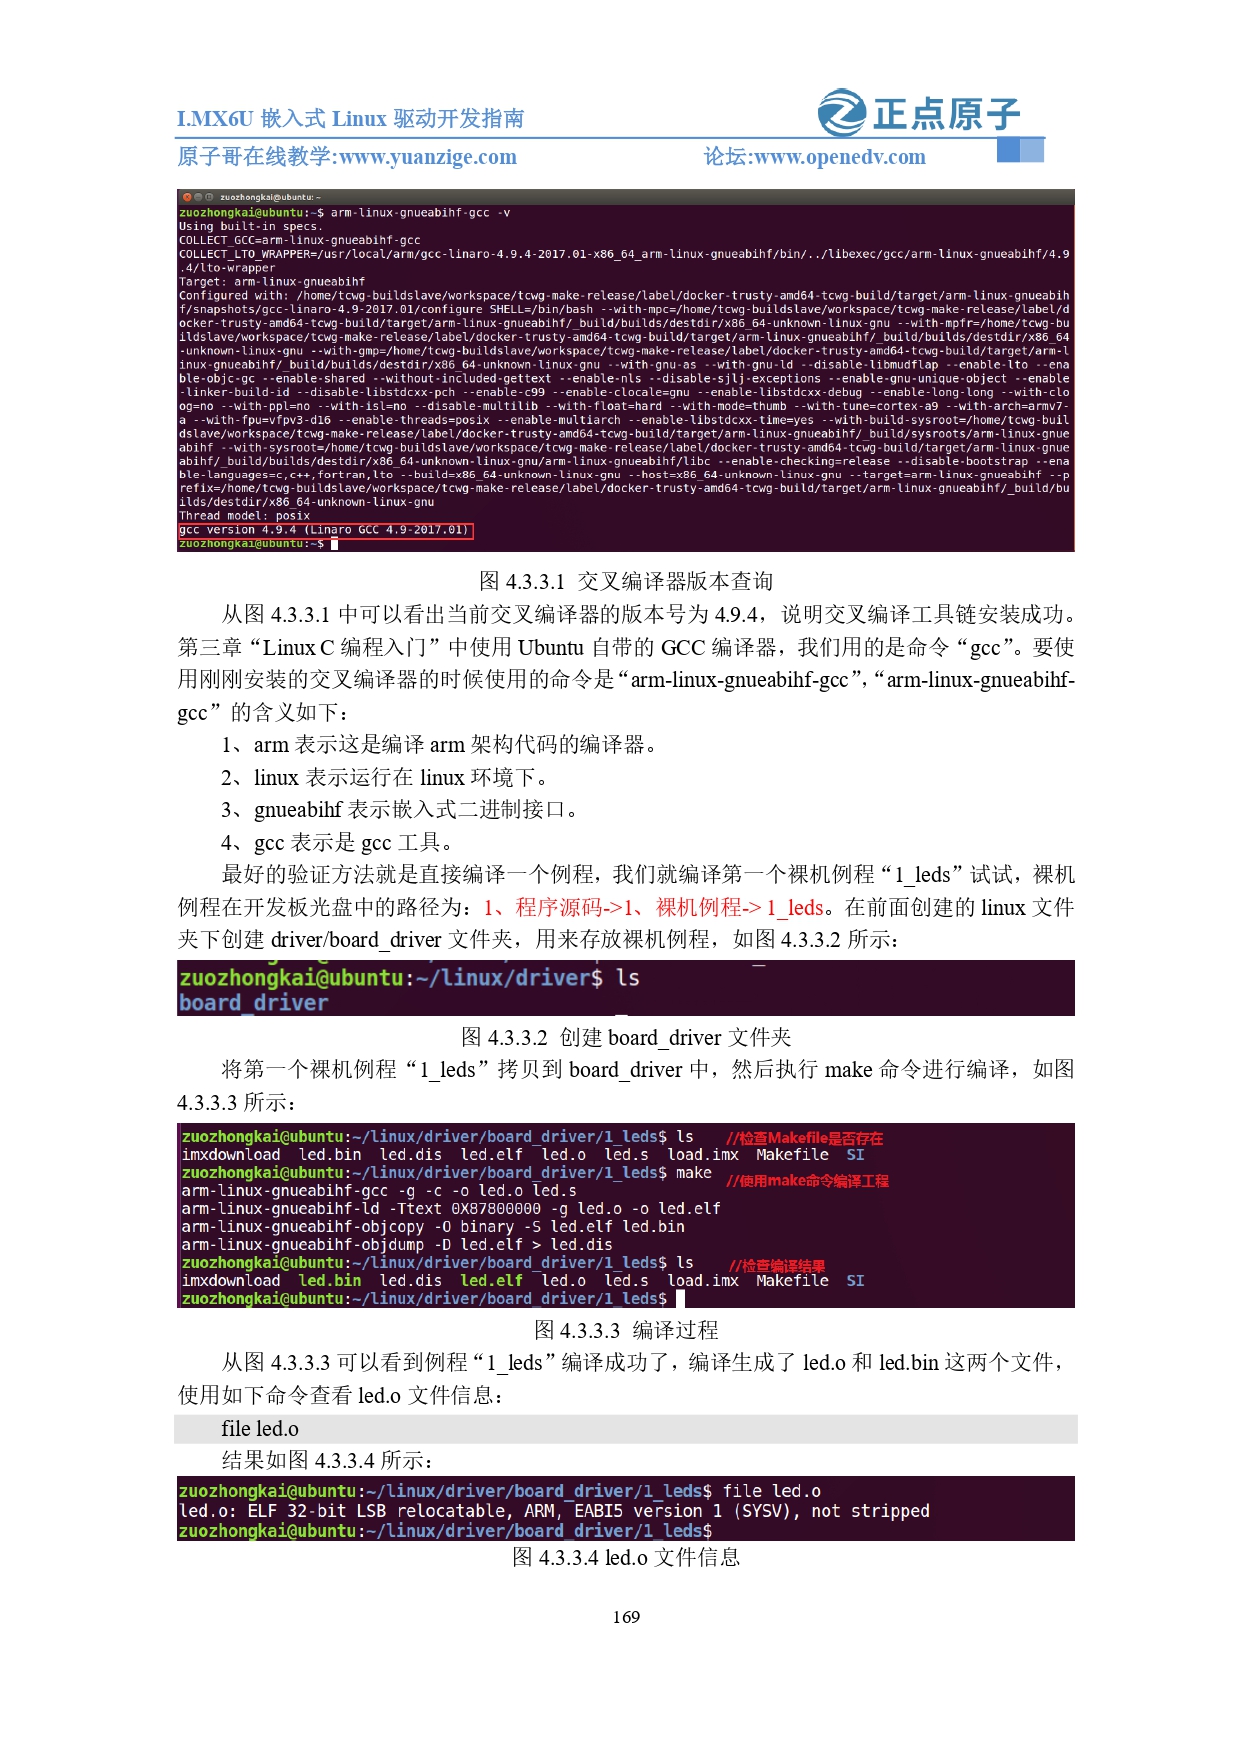 I.MX6U 嵌入式 Linux 驱动开发指南
正点原子
原子哥在线教学:www.yuanzige.com 论坛:www.openedv.com
zuozhongkai@ubuntu: ~
zuozhongkai@ubuntu:~$ arm-linux-gnueabihf-gcc -v
Using built-in specs.
COLLECT_GCC=arm-linux-gnueabihf-gcc
COLLECT_LTO_WRAPPER=/usr/local/arm/gcc-linaro-4.9.4-2017.01-x86_64_arm-linux-gnueabihf/bin/../libexec/gcc/arm-linux-gnueabihf/4.9
.4/lto-wrapper
Target: arm-linux-gnueabihf
Configured with: /home/tcwg-buildslave/workspace/tcwg-make-release/label/docker-trusty-amd64-tcwg-build/target/arm-linux-gnueabih
f/snapshots/gcc-linaro-4.9-2017.01/configure SHELL=/bin/bash --with-mpc=/home/tcwg-buildslave/workspace/tcwg-make-release/label/d
ocker-trusty-amd64-tcwg-build/target/arm-linux-gnueabihf/_build/builds/destdir/x86_64-unknown-linux-gnu --with-mpfr=/home/tcwg-bu
ildslave/workspace/tcwg-make-release/label/docker-trusty-amd64-tcwg-build/target/arm-linux-gnueabihf/_build/builds/destdir/x86_64
-unknown-linux-gnu --with-gmp=/home/tcwg-buildslave/workspace/tcwg-make-release/label/docker-trusty-amd64-tcwg-build/target/arm-l
inux-gnueabihf/_build/builds/destdir/x86_64-unknown-linux-gnu --with-gnu-as --with-gnu-ld --disable-libmudflap --enable-lto --ena
ble-objc-gc --enable-shared --without-included-gettext --enable-nls --disable-sjlj-exceptions --enable-gnu-unique-object --enable
-linker-build-id --disable-libstdcxx-pch --enable-c99 --enable-clocale=gnu --enable-libstdcxx-debug --enable-long-long --with-clo
og=no --with-ppl=no --with-isl=no --disable-multilib --with-float=hard --with-mode=thumb --with-tune=cortex-a9 --with-arch=armv7-
a --with-fpu=vfpv3-d16 --enable-threads=posix --enable-multiarch --enable-libstdcxx-time=yes --with-build-sysroot=/home/tcwg-buil
dslave/workspace/tcwg-make-release/label/docker-trusty-amd64-tcwg-build/target/arm-linux-gnueabihf/_build/sysroots/arm-linux-gnue
abihf --with-sysroot=/home/tcwg-buildslave/workspace/tcwg-make-release/label/docker-trusty-amd64-tcwg-build/target/arm-linux-gnue
abihf/_build/builds/destdir/x86_64-unknown-linux-gnu/arm-linux-gnueabihf/libc --enable-checking=release --disable-bootstrap --ena
ble-languages=c,c++,fortran,lto --build=x86_64-unknown-linux-gnu --host=x86_64-unknown-linux-gnu --target=arm-linux-gnueabihf --p
refix=/home/tcwg-buildslave/workspace/tcwg-make-release/label/docker-trusty-amd64-tcwg-build/target/arm-linux-gnueabihf/_build/bu
ilds/destdir/x86_64-unknown-linux-gnu
Thread model: posix
gcc version 4.9.4 (Linaro GCC 4.9-2017.01)
zuozhongkai@ubuntu:~$
图 4.3.3.1 交叉编译器版本查询
从图 4.3.3.1 中可以看出当前交叉编译器的版本号为 4.9.4，说明交叉编译工具链安装成功。
第三章“Linux C 编程入门”中使用 Ubuntu 自带的 GCC 编译器，我们用的是命令“gcc”。要使
用刚刚安装的交叉编译器的时候使用的命令是“arm-linux-gnueabihf-gcc”，“arm-linux-gnueabihf-
gcc”的含义如下：
1、arm 表示这是编译 arm 架构代码的编译器。
2、linux 表示运行在 linux 环境下。
3、gnueabihf 表示嵌入式二进制接口。
4、gcc 表示是 gcc 工具。
最好的验证方法就是直接编译一个例程，我们就编译第一个裸机例程“1_leds”试试，裸机
例程在开发板光盘中的路径为：1、程序源码->1、裸机例程-> 1_leds。在前面创建的 linux 文件
夹下创建 driver/board_driver 文件夹，用来存放裸机例程，如图 4.3.3.2 所示：
zuozhongkai@ubuntu:~/linux/driver$ ls
board_driver
图 4.3.3.2 创建 board_driver 文件夹
将第一个裸机例程“1_leds”拷贝到 board_driver 中，然后执行 make 命令进行编译，如图
4.3.3.3 所示：
zuozhongkai@ubuntu:~/linux/driver/board_driver/1_leds$ ls //检查Makefile是否存在
imxdownload led.bin led.dis led.elf led.o led.s load.imx Makefile SI
zuozhongkai@ubuntu:~/linux/driver/board_driver/1_leds$ make //使用make命令编译工程
arm-linux-gnueabihf-gcc -g -c -o led.o led.s
arm-linux-gnueabihf-ld -Ttext 0X87800000 -g led.o -o led.elf
arm-linux-gnueabihf-objcopy -O binary -S led.elf led.bin
arm-linux-gnueabihf-objdump -D led.elf > led.dis
zuozhongkai@ubuntu:~/linux/driver/board_driver/1_leds$ ls //检查编译结果
imxdownload led.bin led.dis led.elf led.o led.s load.imx Makefile SI
zuozhongkai@ubuntu:~/linux/driver/board_driver/1_leds$
图 4.3.3.3 编译过程
从图 4.3.3.3 可以看到例程“1_leds”编译成功了，编译生成了 led.o 和 led.bin 这两个文件，
使用如下命令查看 led.o 文件信息：
file led.o
结果如图 4.3.3.4 所示：
zuozhongkai@ubuntu:~/linux/driver/board_driver/1_leds$ file led.o
led.o: ELF 32-bit LSB relocatable, ARM, EABI5 version 1 (SYSV), not stripped
zuozhongkai@ubuntu:~/linux/driver/board_driver/1_leds$
图 4.3.3.4 led.o 文件信息
169